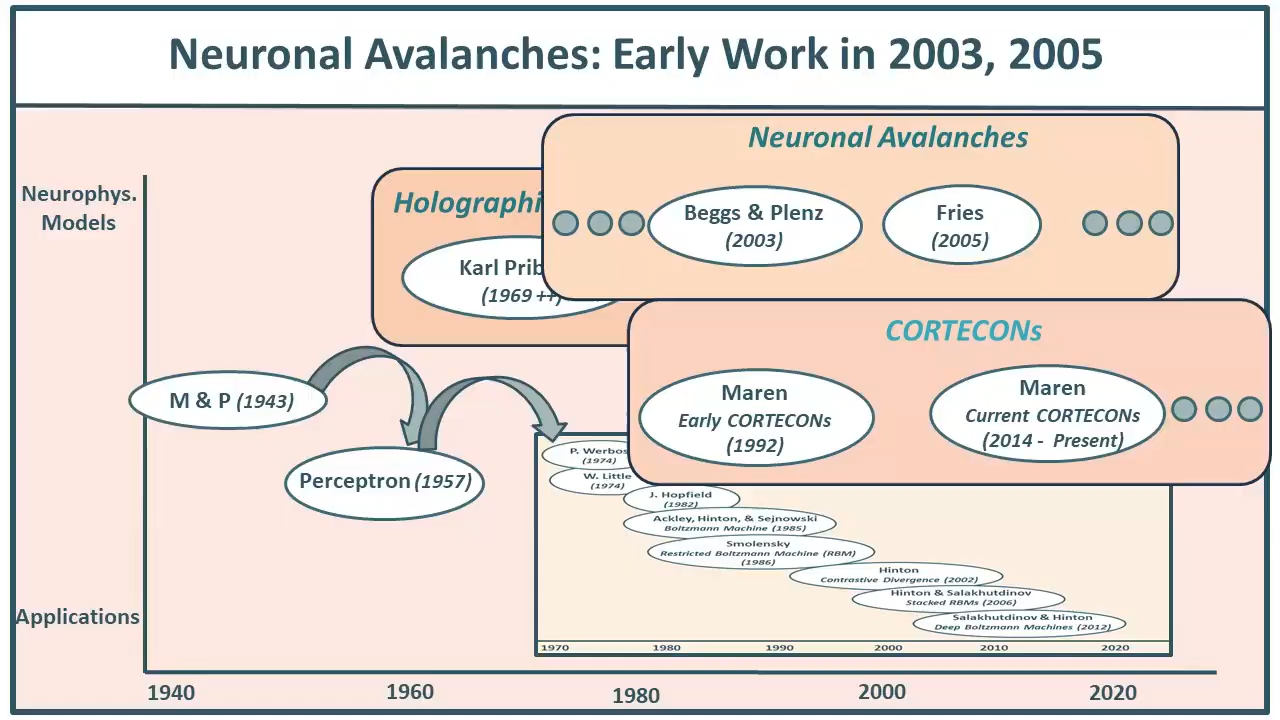 Neuronal Avalanches: Early Work in 2003, 2005
Neurophys.
Models
Neuronal Avalanches
Beggs & Plenz
(2003)
Fries
(2005)
Holographi
Karl Prib
(1969 ++)
CORTECONs
Maren
Early CORTECONs
(1992)
Maren
Current CORTECONs
(2014 - Present)
M & P (1943)
Perceptron (1957)
P. Werbos
(1974)
W. Little
(1974)
J. Hopfield
(1982)
Ackley, Hinton, & Sejnowski
Boltzmann Machine (1985)
Smolensky
Restricted Boltzmann Machine (RBM)
(1986)
Hinton
Contrastive Divergence (2002)
Hinton & Salakhutdinov
Stacked RBMs (2006)
Salakhutdinov & Hinton
Deep Boltzmann Machines (2012)
1970 1980 1990 2000 2010 2020
Applications
1940 1960 1980 2000 2020